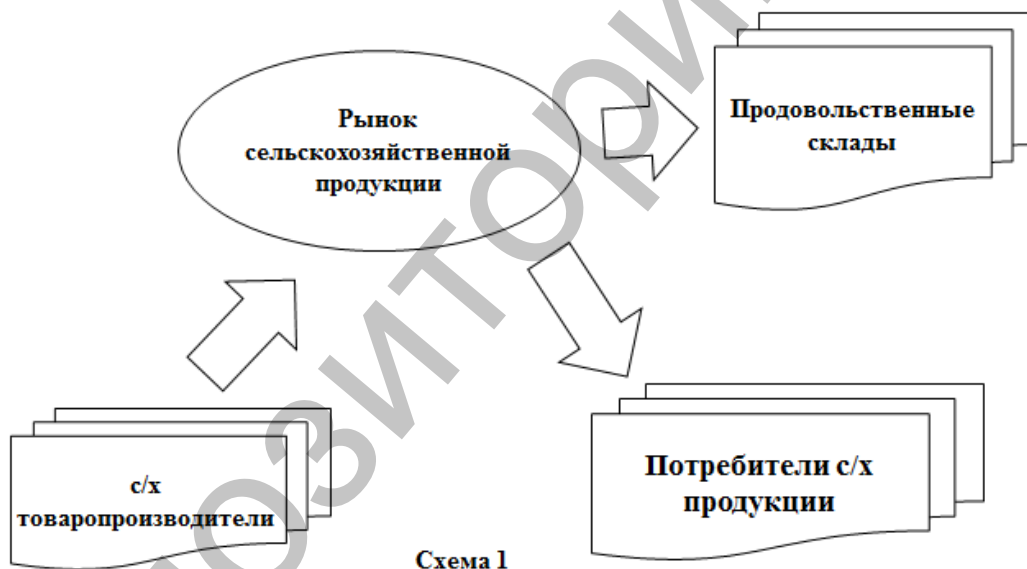 Рынок
сельскохозяйственной
продукции
Продовольственные
склады
с/х
товаропроизводители
Потребители с/х
продукции
Схема 1